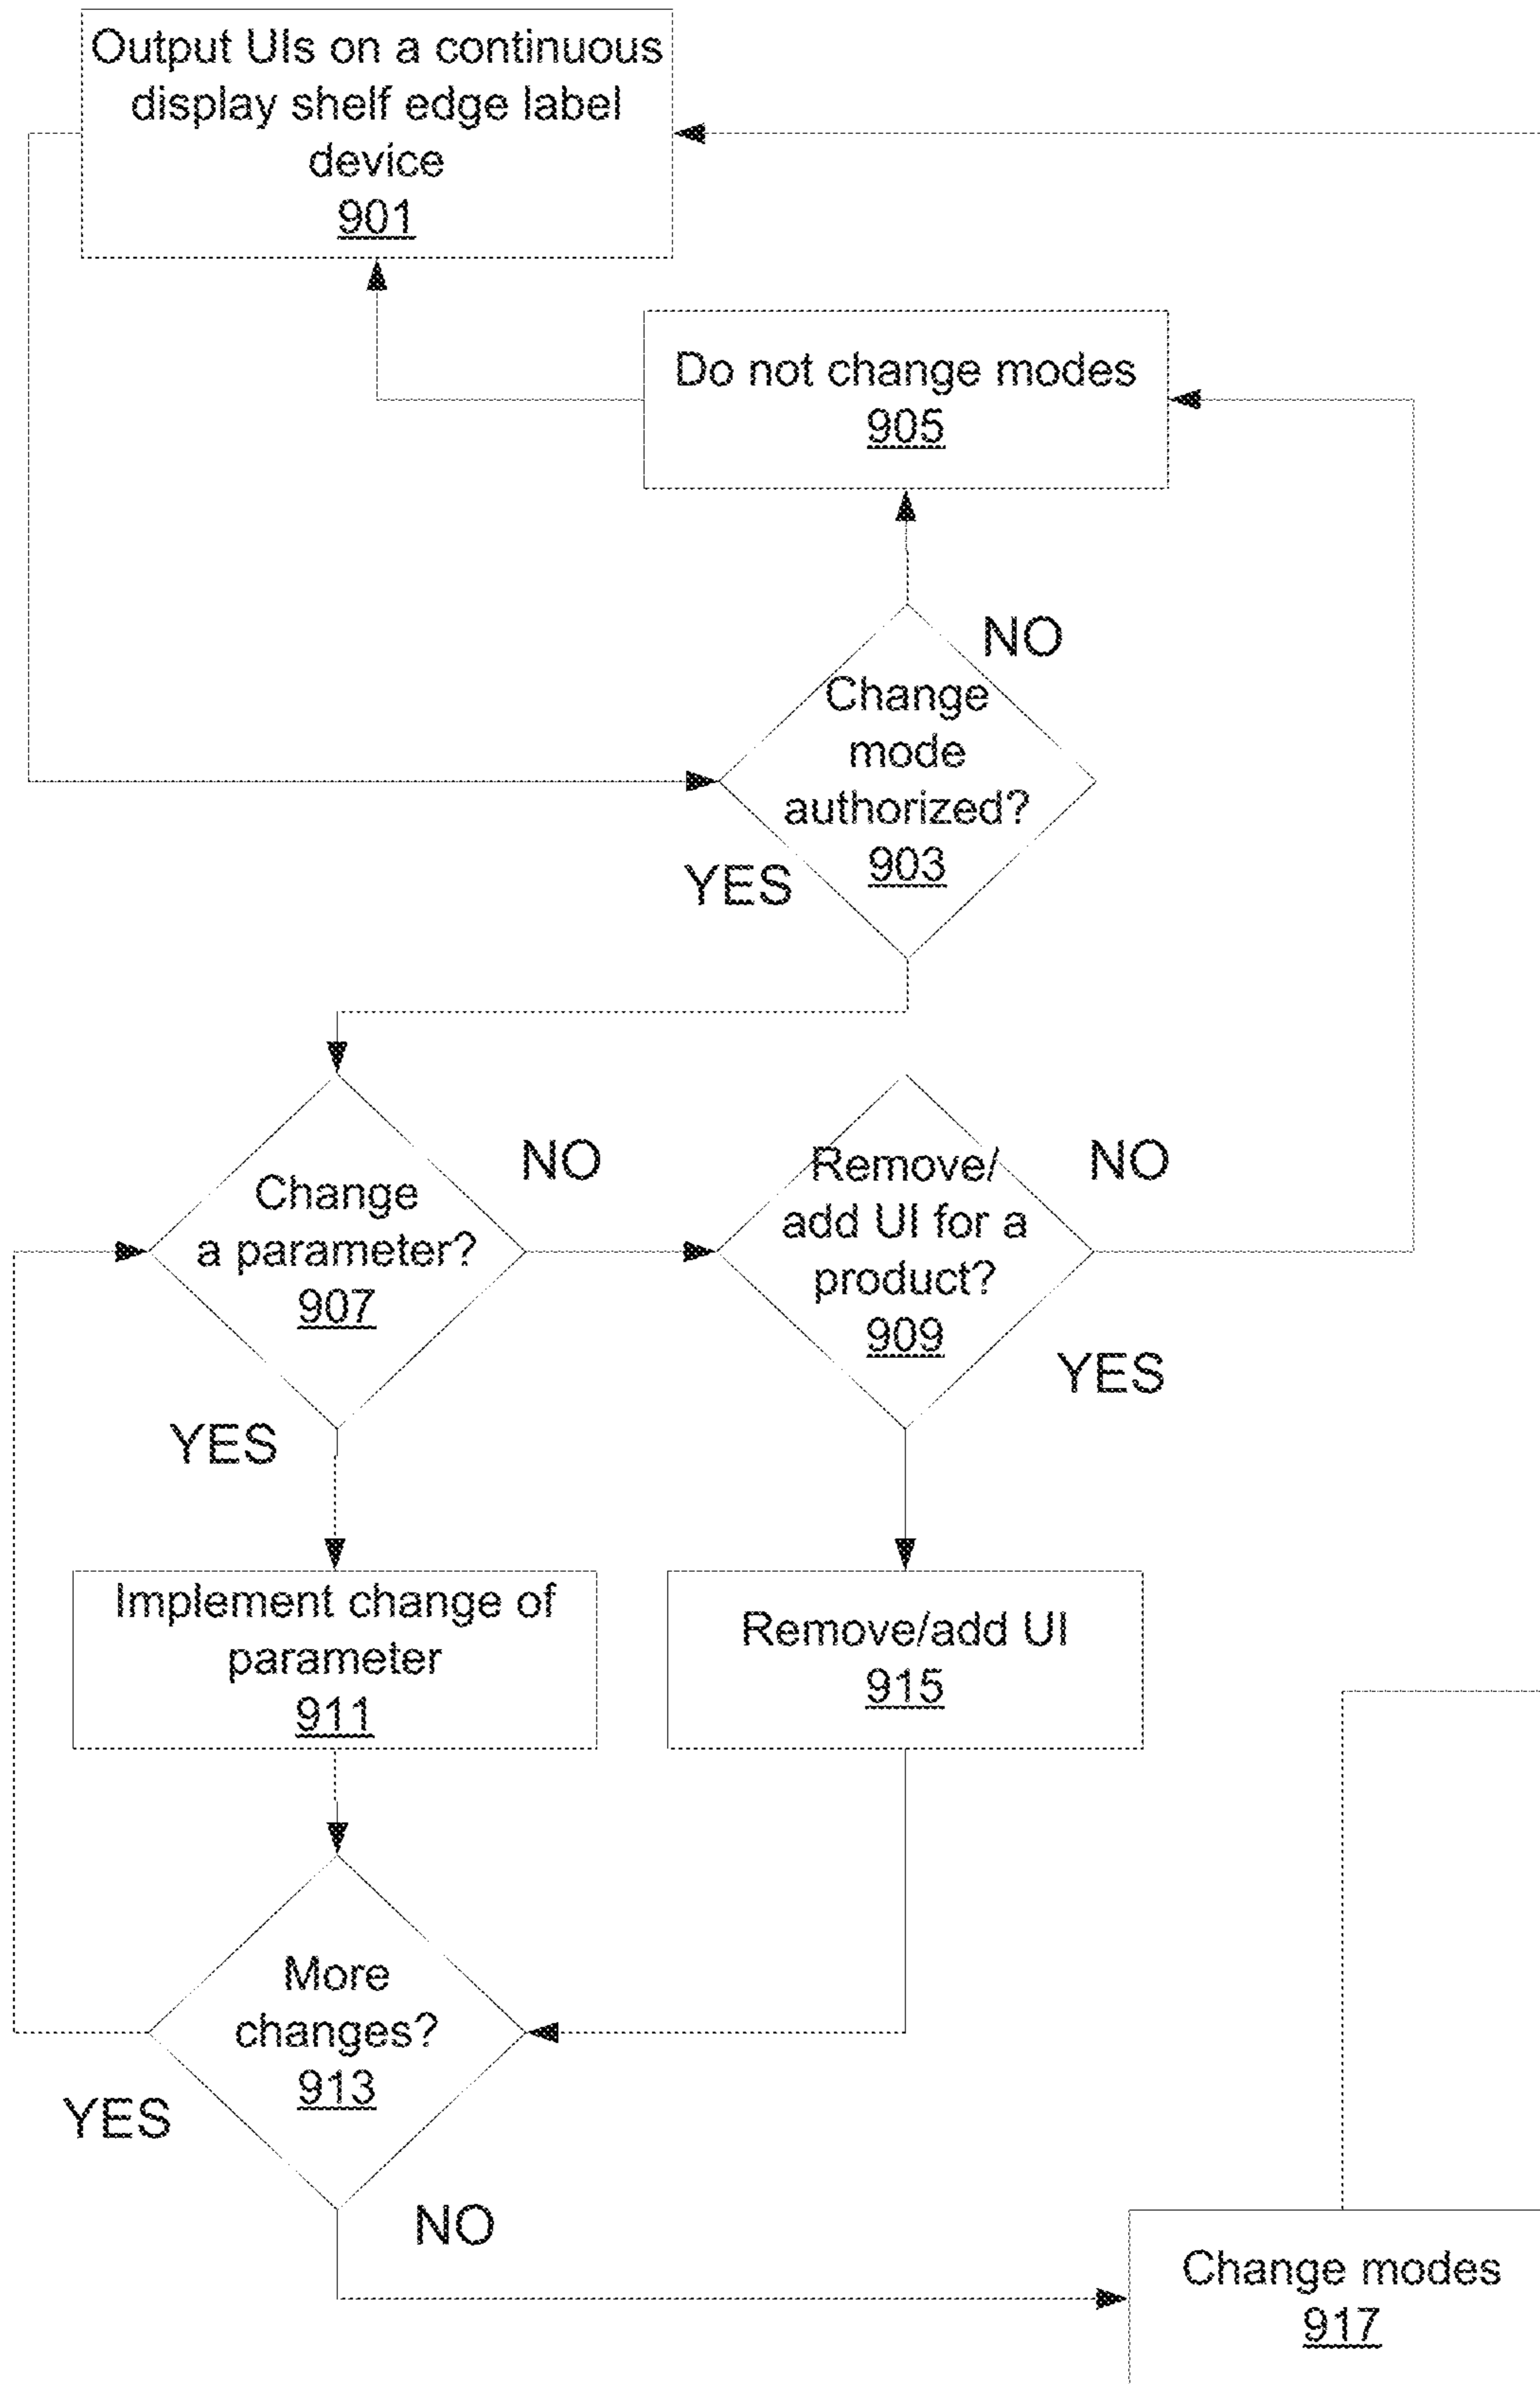 Output UIs on a continuous
display shelf edge label
device
901
Do not change modes
905
NO
Change
mode
authorized?
903
YES
Change
a parameter?
907
NO
Remove/
add UI for a
product?
909
NO
YES
YES
Implement change of
parameter
911
Remove/add UI
915
More
changes?
913
YES
NO
Change modes
917